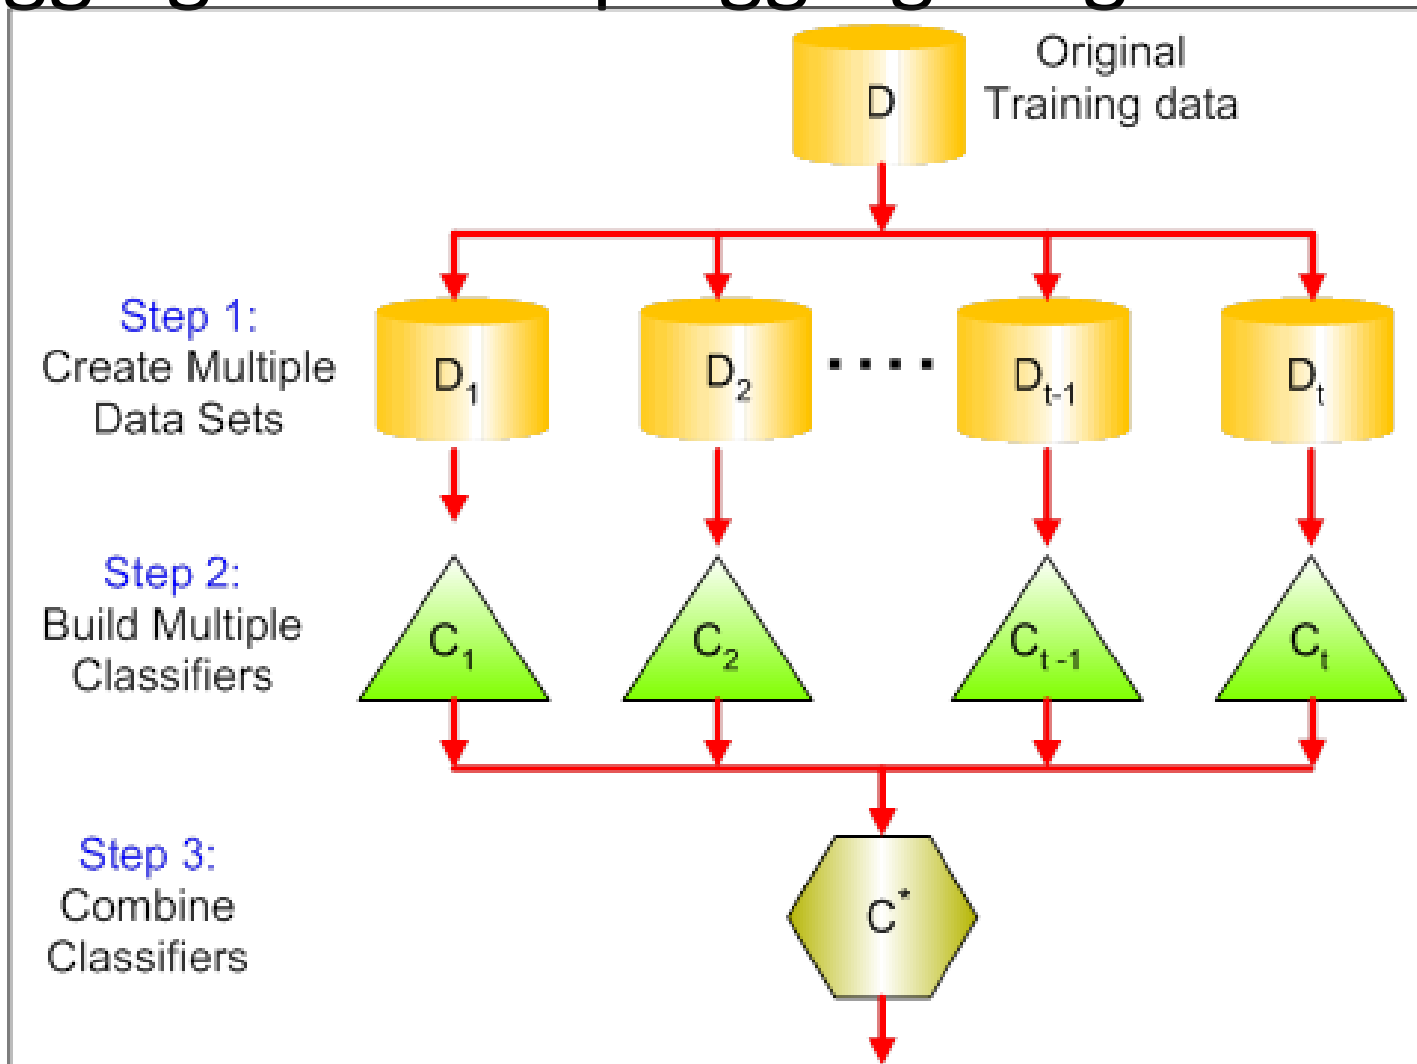 Original
Training data
D
Step 1:
Create Multiple
Data Sets
D1
D2
....
Dt-1
Dt
Step 2:
Build Multiple
Classifiers
C1
C2
Ct -1
Ct
Step 3:
Combine
Classifiers
C*